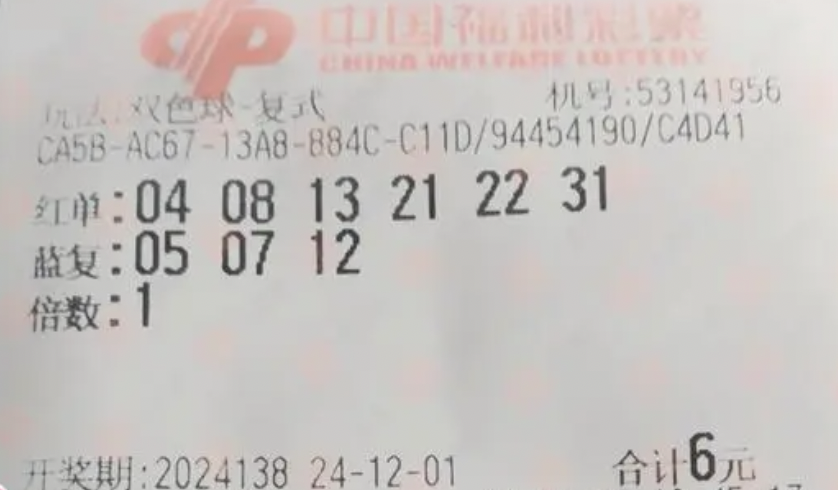 中国福利彩票
CHINA WELFARE LOTTERY
玩法:双色球-复式 机号:53141956
CA5B-AC67-13A8-884C-C11D/94454190/C4D41
红单:04 08 13 21 22 31
蓝复:05 07 12
倍数:1
开奖期:2024138 24-12-01 合计6元